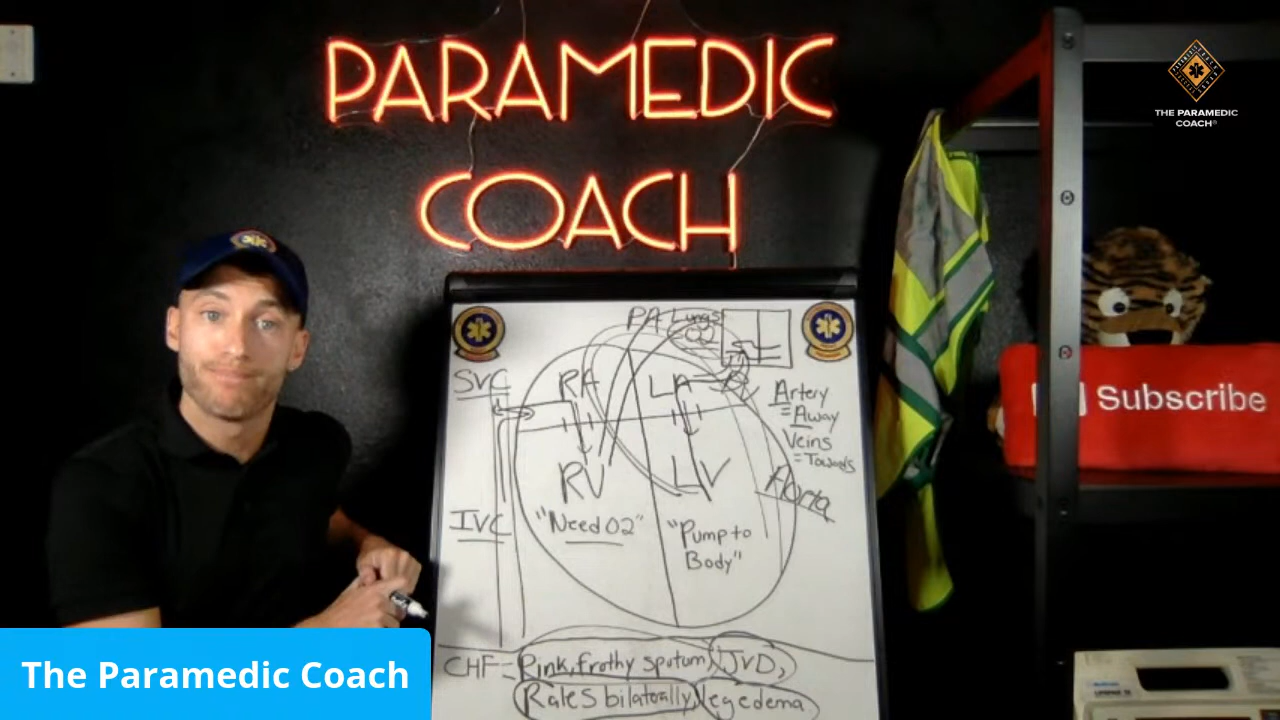 PARAMEDIC
COACH
THE PARAMEDIC
COACH®
Subscribe
PA Lungs
SVC
RA
LA
Artery
=Away
Veins
=Towards
RV
LV
Aorta
IVC
"Need O2"
"Pump to
Body"
CHF = Pink, frothy sputum, JVD,
Rales bilaterally, leg edema
The Paramedic Coach